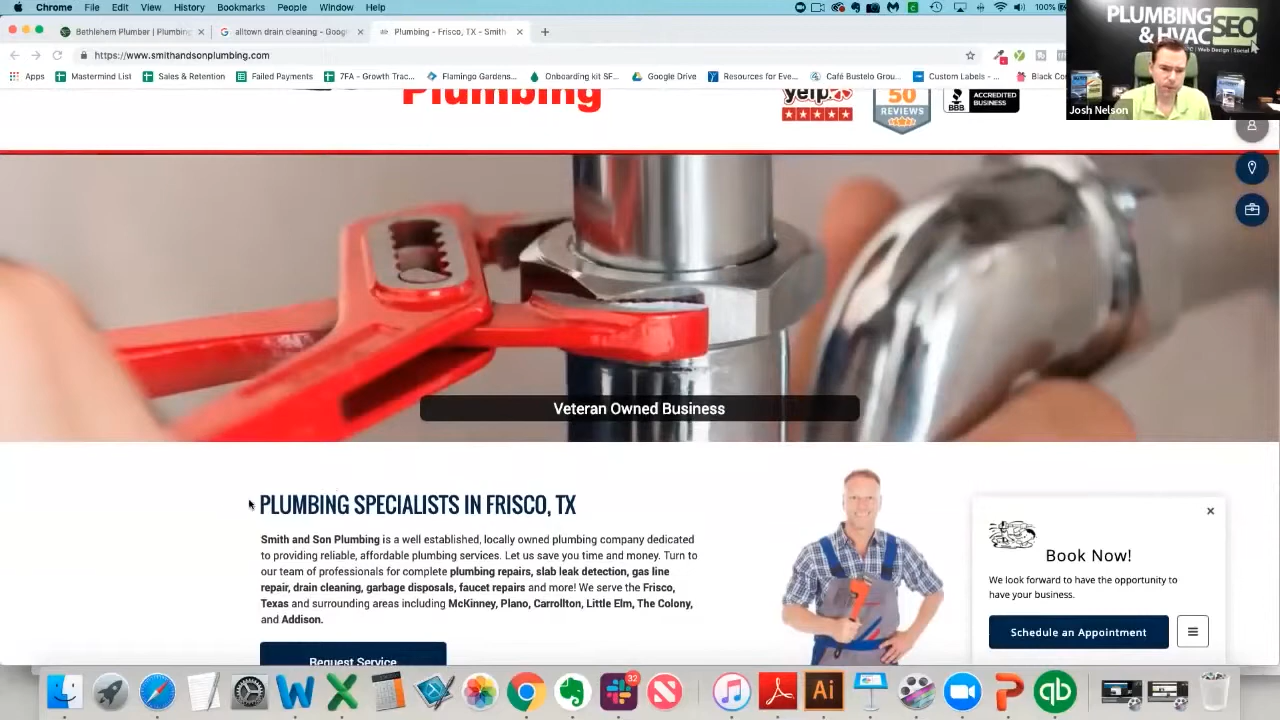 Chrome File Edit View History Bookmarks People Window Help 100%
Bethlehem Plumber | Plumbing
alltown drain cleaning - Goog
Plumbing - Frisco, TX - Smith
https://www.smithandsonplumbing.com
Apps Mastermind List Sales & Retention Failed Payments 7FA - Growth Trac... Flamingo Gardens... Onboarding kit SF... Google Drive Resources for Eve... Café Bustelo Grou... Custom Labels -... Black Co
PLUMBING
& HVAC SEO
Web Design | Social
Josh Nelson
Plumbing
yelp
50
REVIEWS
BBB
ACCREDITED
BUSINESS
Veteran Owned Business
PLUMBING SPECIALISTS IN FRISCO, TX
Smith and Son Plumbing is a well established, locally owned plumbing company dedicated
to providing reliable, affordable plumbing services. Let us save you time and money. Turn to
our team of professionals for complete plumbing repairs, slab leak detection, gas line
repair, drain cleaning, garbage disposals, faucet repairs and more! We serve the Frisco,
Texas and surrounding areas including McKinney, Plano, Carrollton, Little Elm, The Colony,
and Addison.
Request Service
Book Now!
We look forward to have the opportunity to
have your business.
Schedule an Appointment
32
Ai
qb